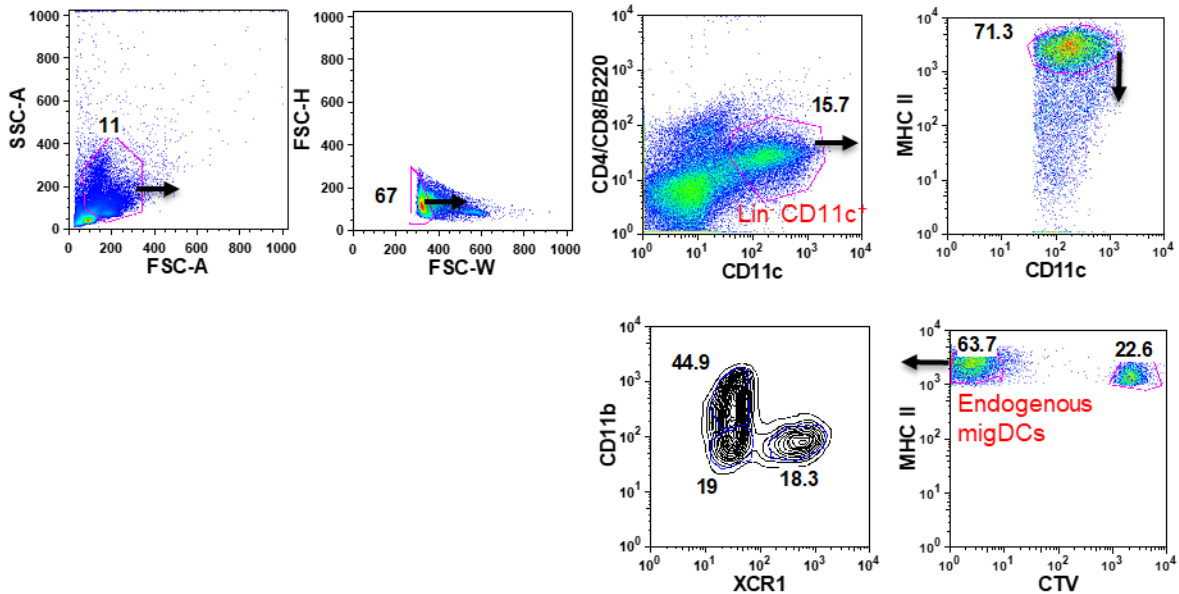 1000
800
600
400
200
0
SSC-A
11
0 200 400 600 800 1000
FSC-A
1000
800
600
400
200
0
FSC-H
67
0 200 400 600 800 1000
FSC-W
10⁴
10³
10²
10¹
10⁰
CD4/CD8/B220
15.7
Lin⁻ CD11c⁺
10⁰ 10¹ 10² 10³ 10⁴
CD11c
10⁴
10³
10²
10¹
10⁰
MHC II
71.3
10⁰ 10¹ 10² 10³ 10⁴
CD11c
10⁴
10³
10²
10¹
10⁰
CD11b
44.9
19
18.3
10⁰ 10¹ 10² 10³ 10⁴
XCR1
10⁴
10³
10²
10¹
10⁰
MHC II
63.7
22.6
Endogenous
migDCs
10⁰ 10¹ 10² 10³ 10⁴
CTV